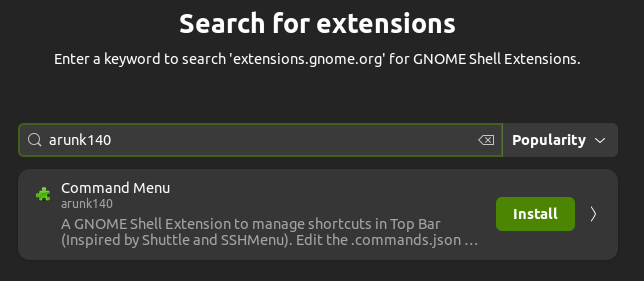 Search for extensions
Enter a keyword to search 'extensions.gnome.org' for GNOME Shell Extensions.
arunk140
Popularity
Command Menu
arunk140
A GNOME Shell Extension to manage shortcuts in Top Bar
(Inspired by Shuttle and SSHMenu). Edit the .commands.json …
Install